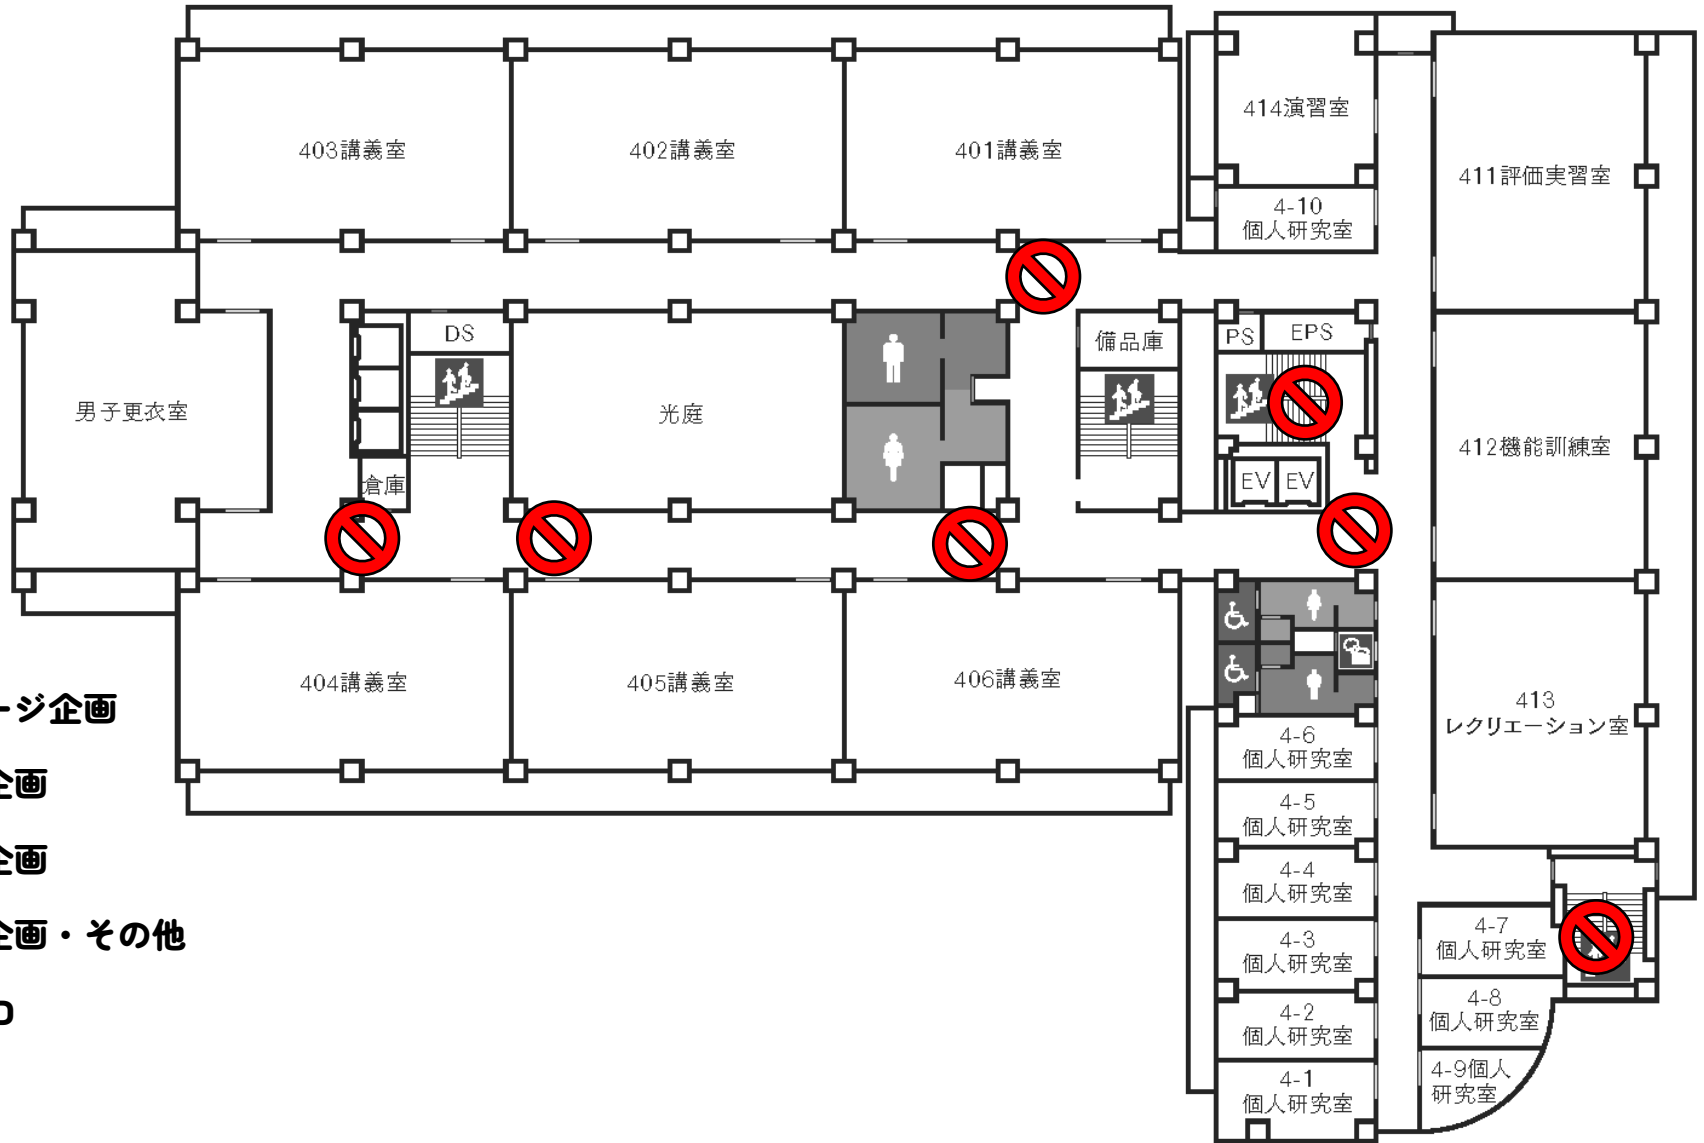 403講義室
402講義室
401講義室
414演習室
411評価実習室
4-10
個人研究室
DS
備品庫
PS
EPS
男子更衣室
光庭
412機能訓練室
倉庫
EV
EV
404講義室
405講義室
406講義室
413
レクリエーション室
ージ企画
企画
企画
企画・その他
4-6
個人研究室
4-5
個人研究室
4-4
個人研究室
4-3
個人研究室
4-2
個人研究室
4-1
個人研究室
4-7
個人研究室
4-8
個人研究室
4-9個人
研究室